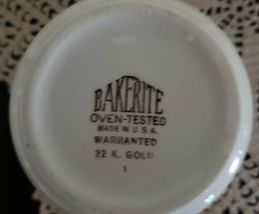 BAKERITE
OVEN-TESTED
MADE IN U.S.A.
WARRANTED
22 K. GOLD
1